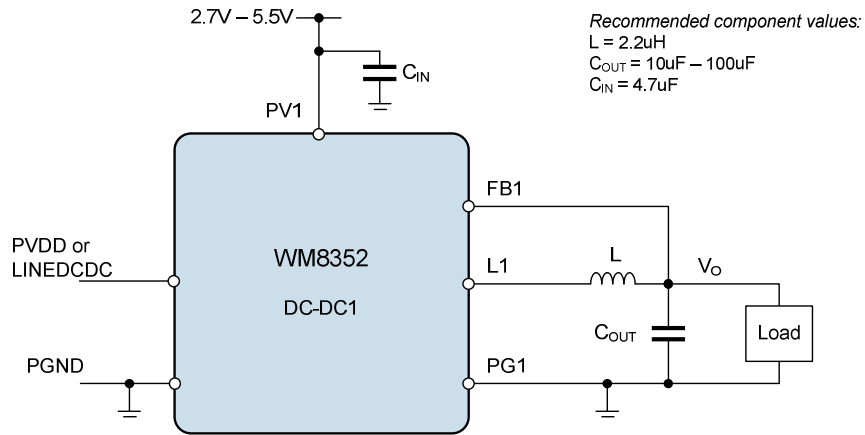 2.7V – 5.5V
Recommended component values:
L = 2.2uH
COUT = 10uF – 100uF
CIN = 4.7uF
CIN
PV1
FB1
PVDD or
LINEDCDC
WM8352
DC-DC1
L1
L
VO
COUT
Load
PGND
PG1